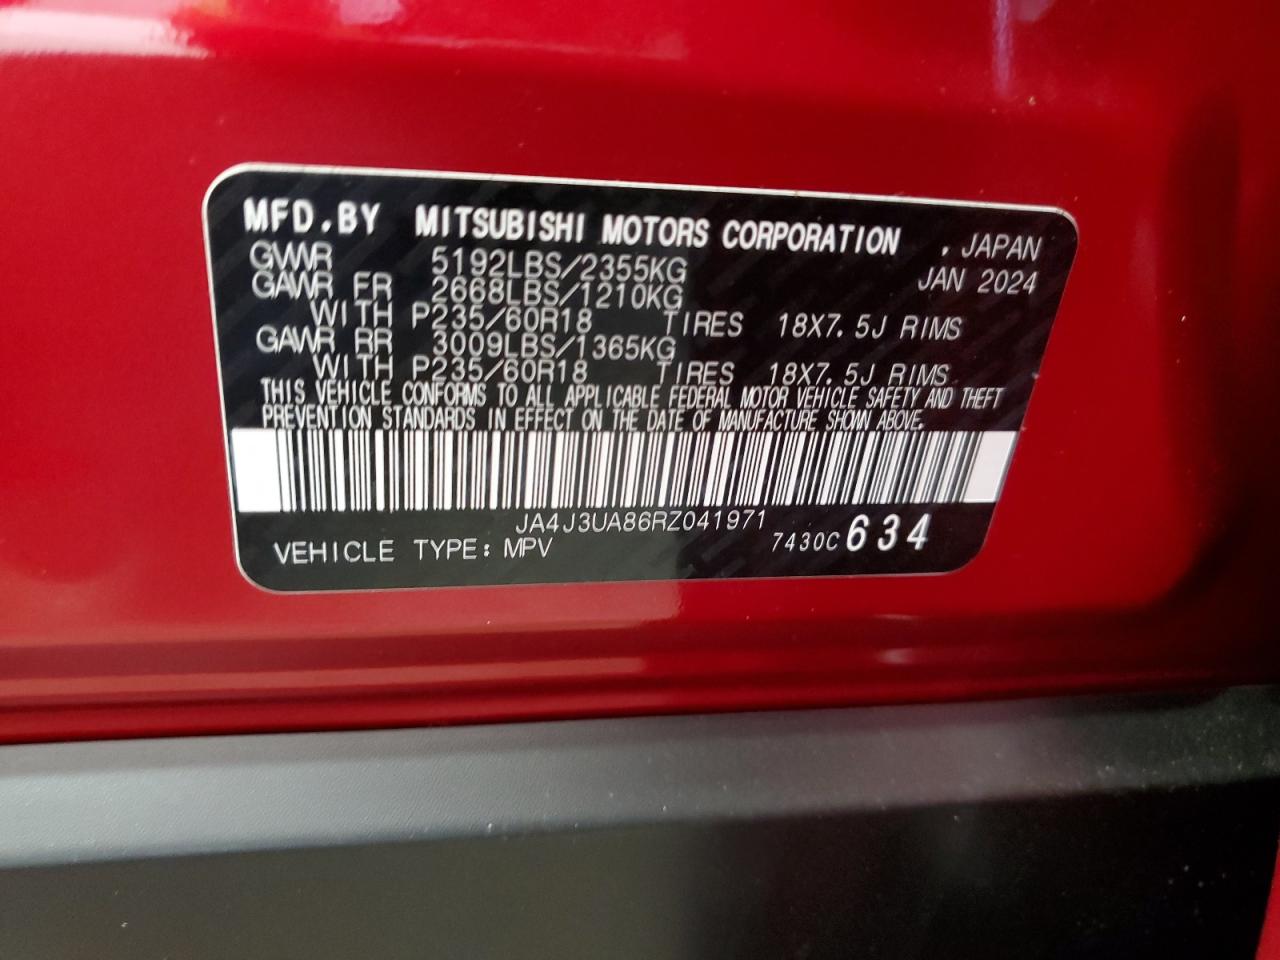 MFD.BY MITSUBISHI MOTORS CORPORATION . JAPAN
GVWR 5192LBS/2355KG JAN 2024
GAWR FR 2668LBS/1210KG
WITH P235/60R18 TIRES 18X7.5J RIMS
GAWR RR 3009LBS/1365KG
WITH P235/60R18 TIRES 18X7.5J RIMS
THIS VEHICLE CONFORMS TO ALL APPLICABLE FEDERAL MOTOR VEHICLE SAFETY AND THEFT
PREVENTION STANDARDS IN EFFECT ON THE DATE OF MANUFACTURE SHOWN ABOVE.
JA4J3UA86RZ041971
VEHICLE TYPE: MPV 7430C 634